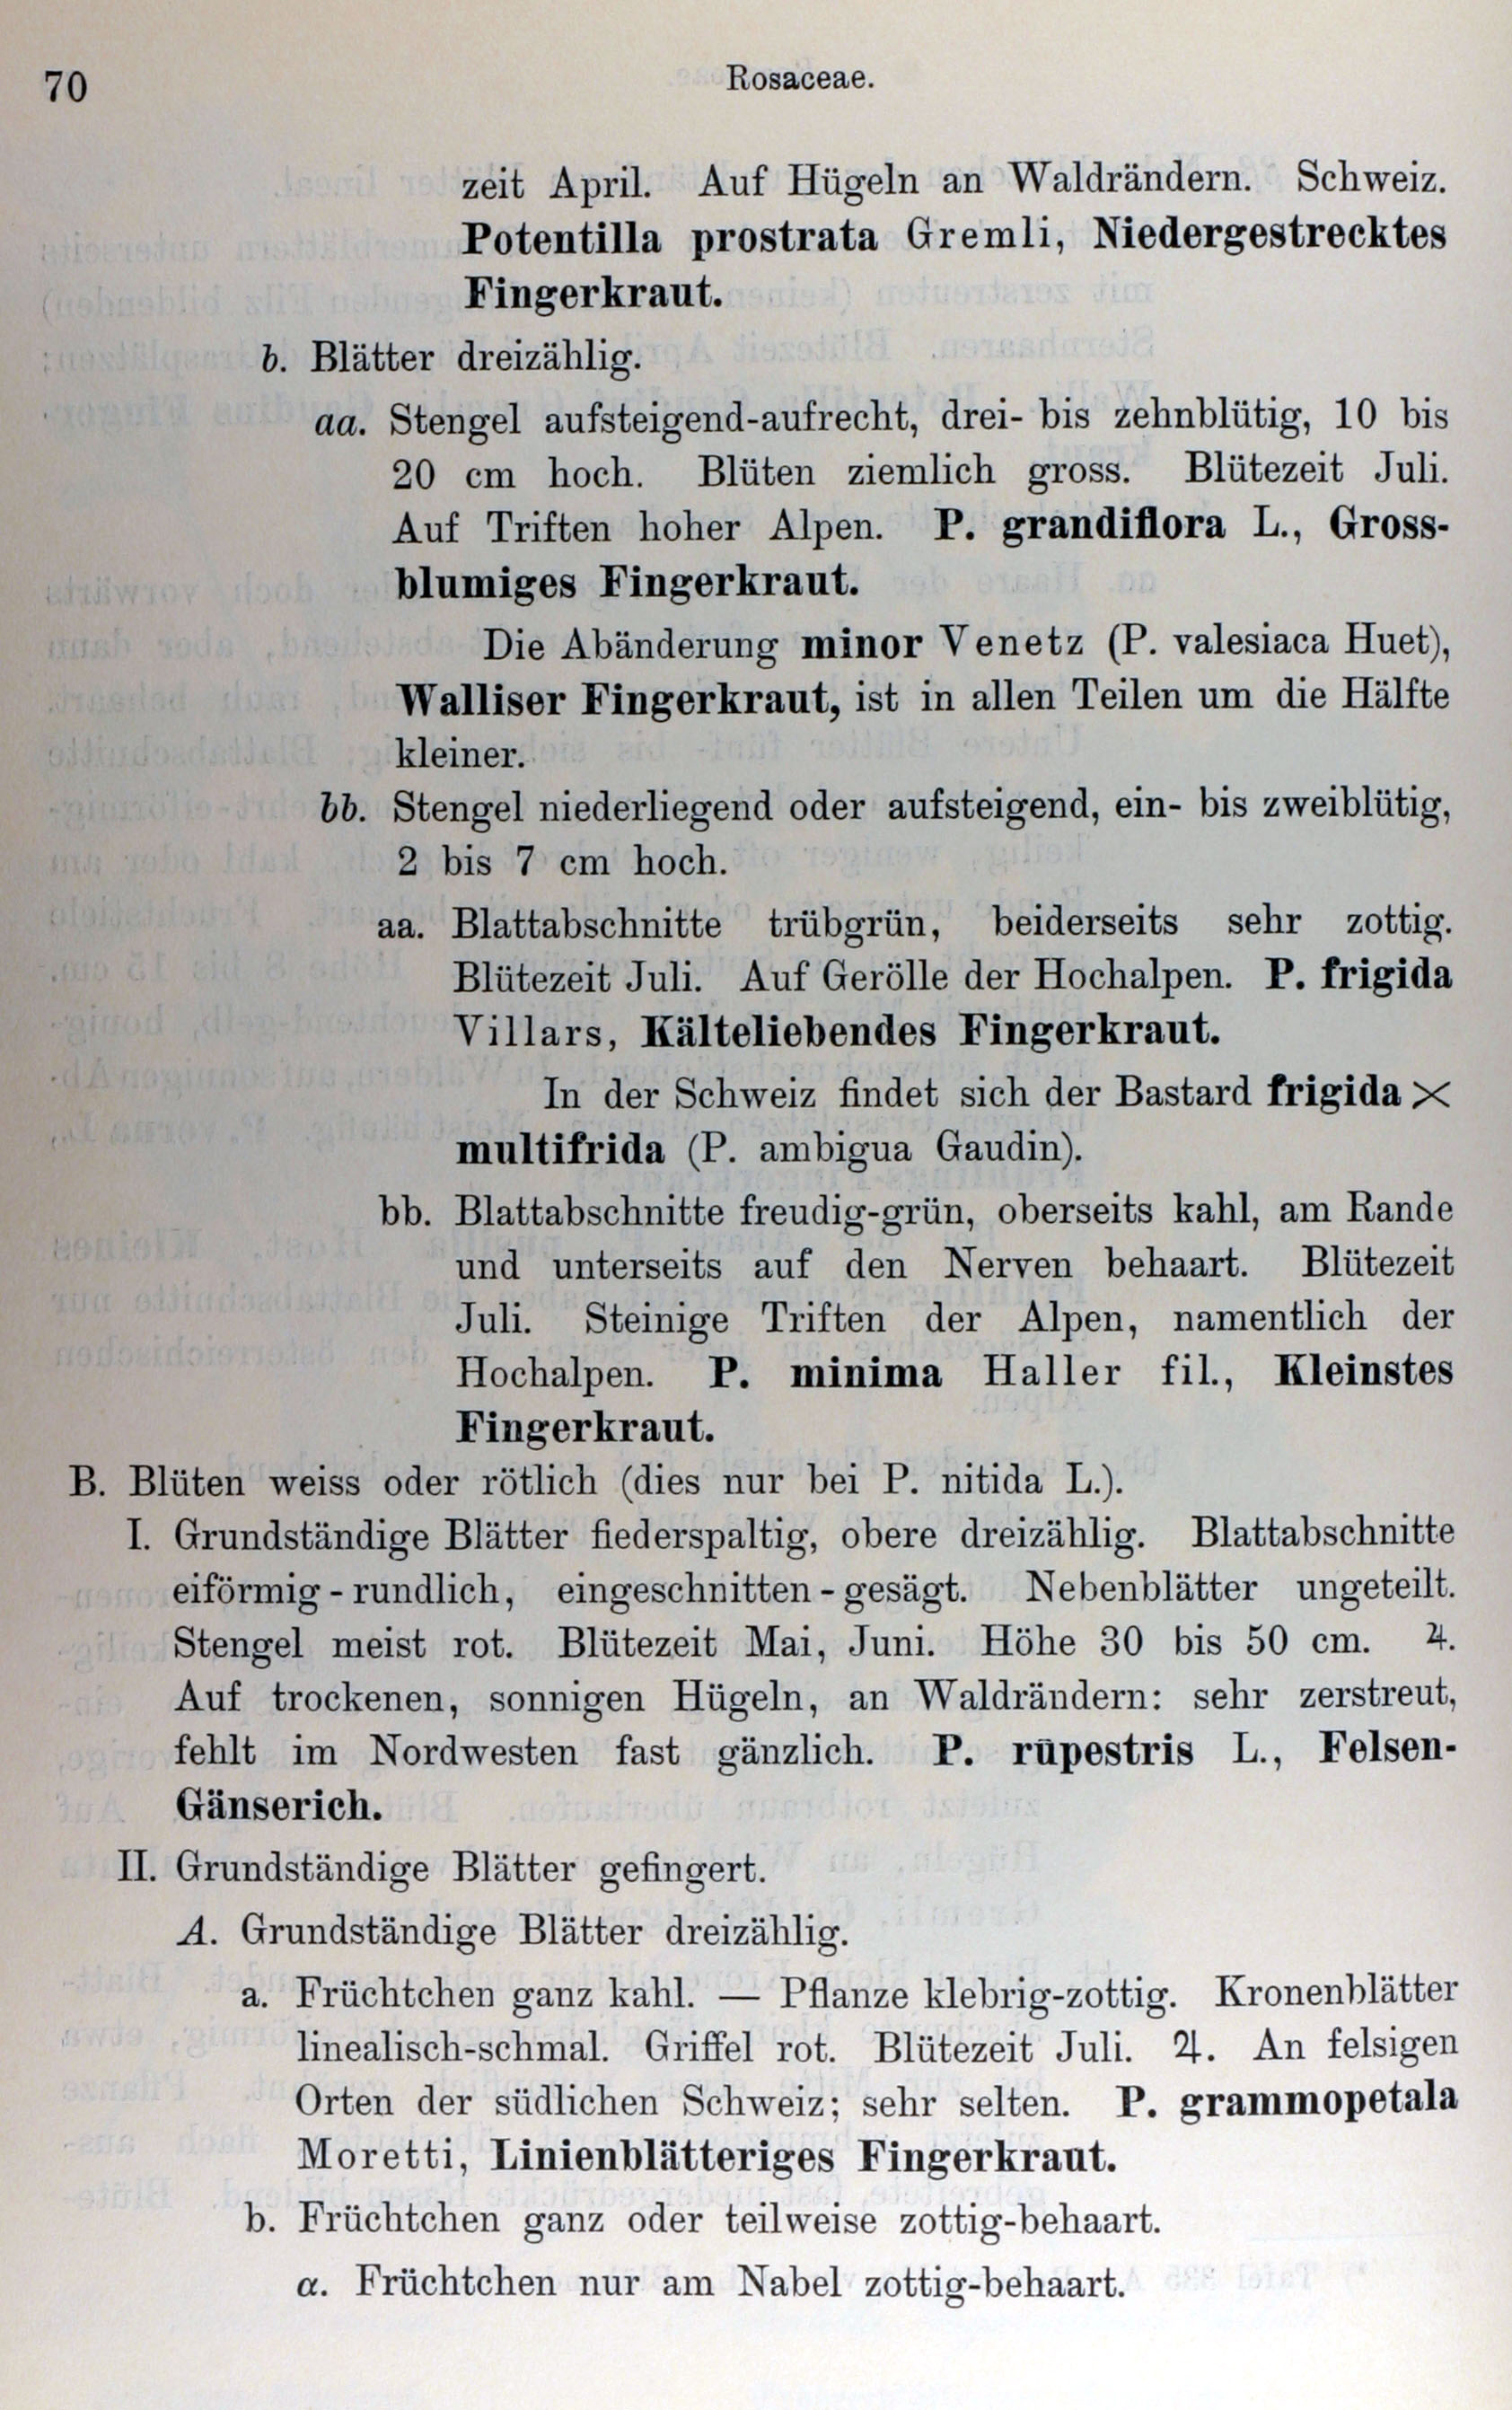 70
Rosaceae.
zeit April. Auf Hügeln an Waldrändern. Schweiz.
Potentilla prostrata Gremli, Niedergestrecktes
Fingerkraut.
b. Blätter dreizählig.
aa. Stengel aufsteigend-aufrecht, drei- bis zehnblütig, 10 bis
20 cm hoch. Blüten ziemlich gross. Blütezeit Juli.
Auf Triften hoher Alpen. P. grandiflora L., Gross-
blumiges Fingerkraut.
Die Abänderung minor Venetz (P. valesiaca Huet),
Walliser Fingerkraut, ist in allen Teilen um die Hälfte
kleiner.
bb. Stengel niederliegend oder aufsteigend, ein- bis zweiblütig,
2 bis 7 cm hoch.
aa. Blattabschnitte trübgrün, beiderseits sehr zottig.
Blütezeit Juli. Auf Gerölle der Hochalpen. P. frigida
Villars, Kälteliebendes Fingerkraut.
In der Schweiz findet sich der Bastard frigida ×
multifrida (P. ambigua Gaudin).
bb. Blattabschnitte freudig-grün, oberseits kahl, am Rande
und unterseits auf den Nerven behaart. Blütezeit
Juli. Steinige Triften der Alpen, namentlich der
Hochalpen. P. minima Haller fil., Kleinstes
Fingerkraut.
B. Blüten weiss oder rötlich (dies nur bei P. nitida L.).
I. Grundständige Blätter fiederspaltig, obere dreizählig. Blattabschnitte
eiförmig - rundlich, eingeschnitten - gesägt. Nebenblätter ungeteilt.
Stengel meist rot. Blütezeit Mai, Juni. Höhe 30 bis 50 cm. ♃.
Auf trockenen, sonnigen Hügeln, an Waldrändern: sehr zerstreut,
fehlt im Nordwesten fast gänzlich. P. rūpestris L., Felsen-
Gänserich.
II. Grundständige Blätter gefingert.
A. Grundständige Blätter dreizählig.
a. Früchtchen ganz kahl. — Pflanze klebrig-zottig. Kronenblätter
linealisch-schmal. Griffel rot. Blütezeit Juli. ♃. An felsigen
Orten der südlichen Schweiz; sehr selten. P. grammopetala
Moretti, Linienblätteriges Fingerkraut.
b. Früchtchen ganz oder teilweise zottig-behaart.
α. Früchtchen nur am Nabel zottig-behaart.